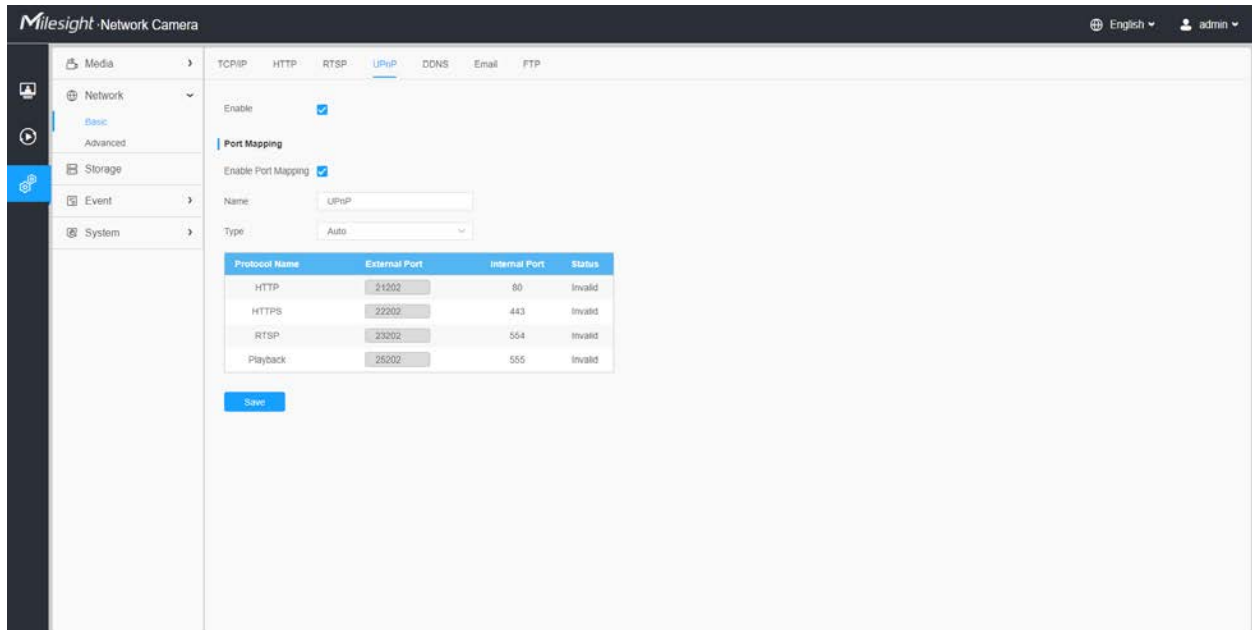 Milesight Network Camera
English
admin
Media
Network
Basic
Advanced
Storage
Event
System
TCP/IP HTTP RTSP UPnP DDNS Email FTP
Enable
Port Mapping
Enable Port Mapping
Name UPnP
Type Auto
Protocol Name External Port Internal Port Status
HTTP 21202 80 Invalid
HTTPS 22202 443 Invalid
RTSP 23202 554 Invalid
Playback 25202 555 Invalid
Save